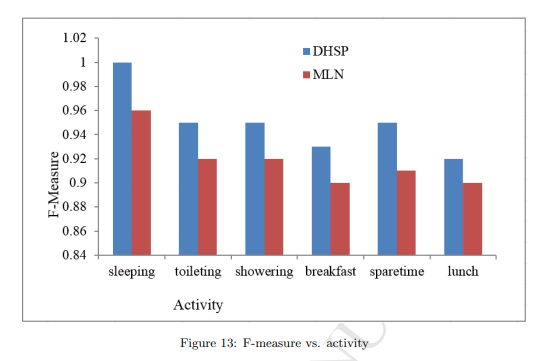 1.02
1
0.98
0.96
0.94
0.92
0.9
0.88
0.86
0.84
F-Measure
DHSP
MLN
sleeping toileting showering breakfast sparetime lunch
Activity
Figure 13: F-measure vs. activity